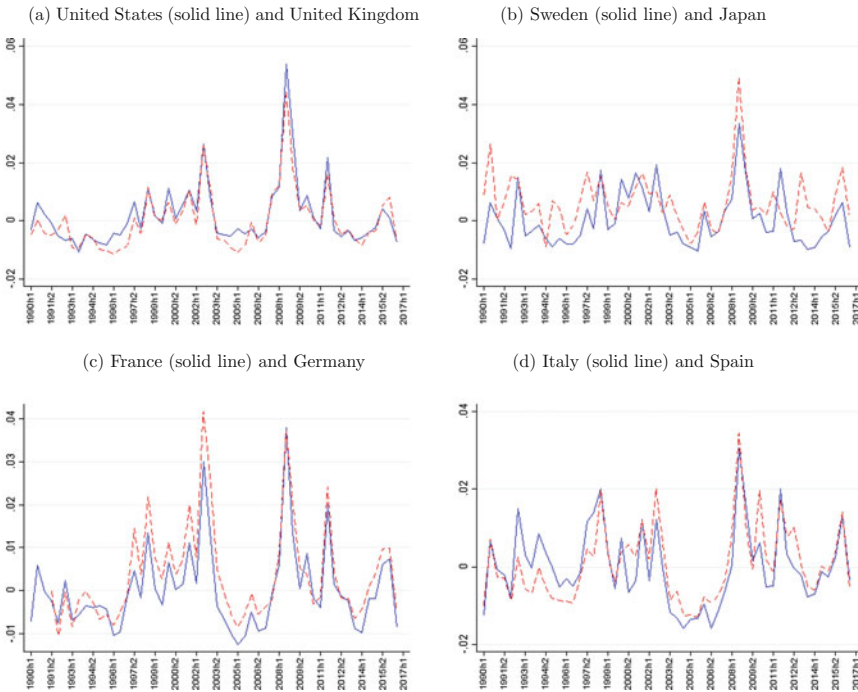 (a) United States (solid line) and United Kingdom
(b) Sweden (solid line) and Japan
.06
.04
.02
0
-.02
1990h1 1991h2 1993h1 1994h2 1996h1 1997h2 1999h1 2000h2 2002h1 2003h2 2005h1 2006h2 2008h1 2009h2 2011h1 2012h2 2014h1 2015h2 2017h1
.06
.04
.02
0
-.02
1990h1 1991h2 1993h1 1994h2 1996h1 1997h2 1999h1 2000h2 2002h1 2003h2 2005h1 2006h2 2008h1 2009h2 2011h1 2012h2 2014h1 2015h2 2017h1
(c) France (solid line) and Germany
(d) Italy (solid line) and Spain
.04
.03
.02
.01
0
-.01
1990h1 1991h2 1993h1 1994h2 1996h1 1997h2 1999h1 2000h2 2002h1 2003h2 2005h1 2006h2 2008h1 2009h2 2011h1 2012h2 2014h1 2015h2 2017h1
.04
.02
0
-.02
1990h1 1991h2 1993h1 1994h2 1996h1 1997h2 1999h1 2000h2 2002h1 2003h2 2005h1 2006h2 2008h1 2009h2 2011h1 2012h2 2014h1 2015h2 2017h1